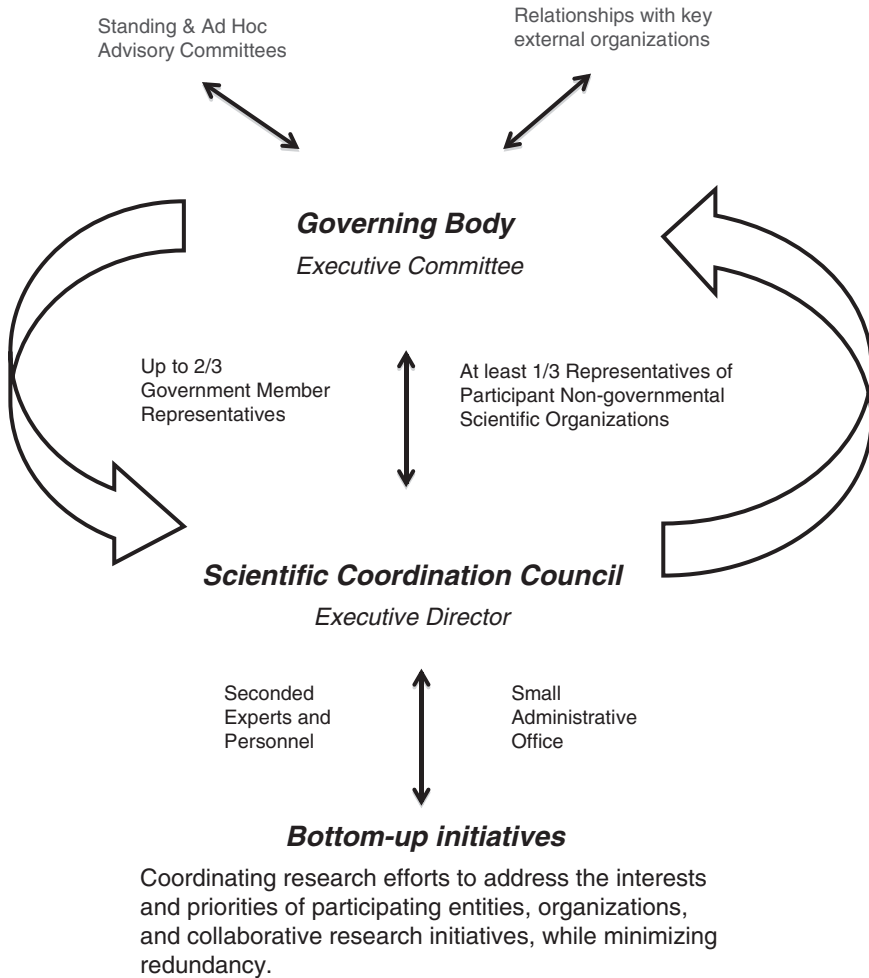 Standing & Ad Hoc
Advisory Committees
Relationships with key
external organizations
Governing Body
Executive Committee
Up to 2/3
Government Member
Representatives
At least 1/3 Representatives of
Participant Non-governmental
Scientific Organizations
Scientific Coordination Council
Executive Director
Seconded
Experts and
Personnel
Small
Administrative
Office
Bottom-up initiatives
Coordinating research efforts to address the interests
and priorities of participating entities, organizations,
and collaborative research initiatives, while minimizing
redundancy.